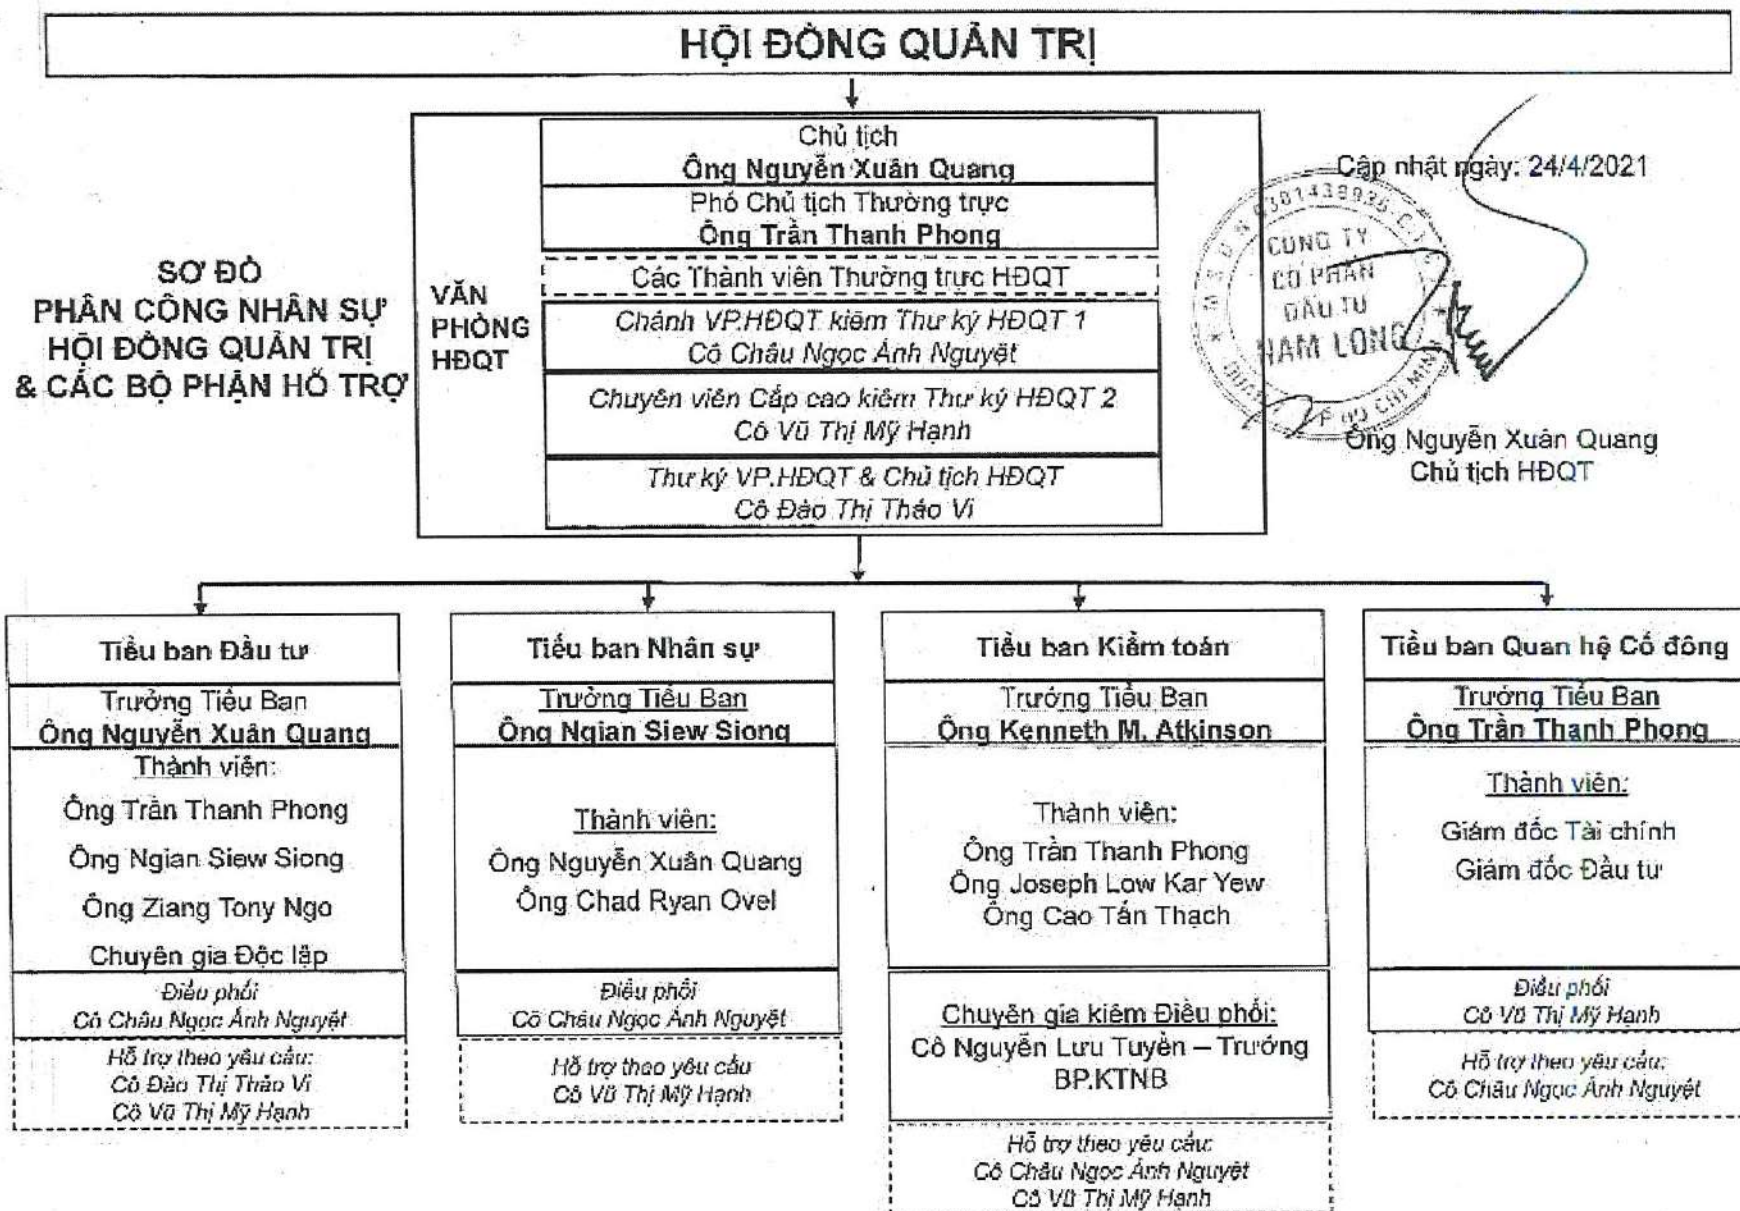 HỘI ĐỒNG QUẢN TRỊ
Chủ tịch
Ông Nguyễn Xuân Quang
Phó Chủ tịch Thường trực
Ông Trần Thanh Phong
Các Thành viên Thường trực HĐQT
VĂN
PHÒNG
HĐQT
Chánh VP.HĐQT kiêm Thư ký HĐQT 1
Cô Châu Ngọc Ánh Nguyệt
Chuyên viên Cấp cao kiêm Thư ký HĐQT 2
Cô Vũ Thị Mỹ Hạnh
Thư ký VP.HĐQT & Chủ tịch HĐQT
Cô Đào Thị Thảo Vi
SƠ ĐỒ
PHÂN CÔNG NHÂN SỰ
HỘI ĐỒNG QUẢN TRỊ
& CÁC BỘ PHẬN HỖ TRỢ
Cập nhật ngày: 24/4/2021
CÔNG TY
CỔ PHẦN
ĐẦU TƯ
NAM LONG
Ông Nguyễn Xuân Quang
Chủ tịch HĐQT
Tiểu ban Đầu tư
Trưởng Tiểu Ban
Ông Nguyễn Xuân Quang
Thành viên:
Ông Trần Thanh Phong
Ông Ngian Siew Siong
Ông Ziang Tony Ngo
Chuyên gia Độc lập
Điều phối
Cô Châu Ngọc Ánh Nguyệt
Hỗ trợ theo yêu cầu:
Cô Đào Thị Thảo Vi
Cô Vũ Thị Mỹ Hạnh
Tiểu ban Nhân sự
Trưởng Tiểu Ban
Ông Ngian Siew Siong
Thành viên:
Ông Nguyễn Xuân Quang
Ông Chad Ryan Ovel
Điều phối
Cô Châu Ngọc Ánh Nguyệt
Hỗ trợ theo yêu cầu
Cô Vũ Thị Mỹ Hạnh
Tiểu ban Kiểm toán
Trưởng Tiểu Ban
Ông Kenneth M. Atkinson
Thành viên:
Ông Trần Thanh Phong
Ông Joseph Low Kar Yew
Ông Cao Tấn Thạch
Chuyên gia kiêm Điều phối:
Cô Nguyễn Lưu Tuyền – Trưởng
BP.KTNB
Hỗ trợ theo yêu cầu:
Cô Châu Ngọc Ánh Nguyệt
Cô Vũ Thị Mỹ Hạnh
Tiểu ban Quan hệ Cổ đông
Trưởng Tiểu Ban
Ông Trần Thanh Phong
Thành viên:
Giám đốc Tài chính
Giám đốc Đầu tư
Điều phối
Cô Vũ Thị Mỹ Hạnh
Hỗ trợ theo yêu cầu:
Cô Châu Ngọc Ánh Nguyệt